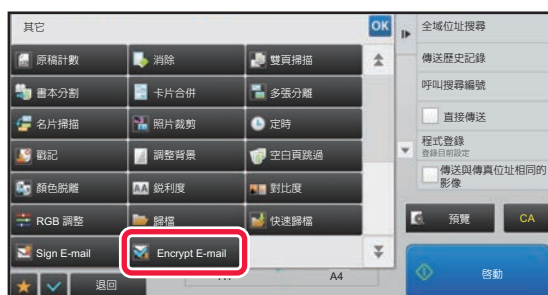 其它
OK
原稿計數
消除
雙頁掃描
書本分割
卡片合併
多張分離
名片掃描
照片裁剪
定時
戳記
調整背景
空白頁跳過
顏色脫離
AA 銳利度
對比度
RGB 調整
歸檔
快速歸檔
Sign E-mail
Encrypt E-mail
退回
A4
全域位址搜尋
傳送歷史記錄
呼叫搜尋編號
直接傳送
程式登錄
登錄目前設定
傳送與傳真位址相同的
影像
預覽
CA
啓動